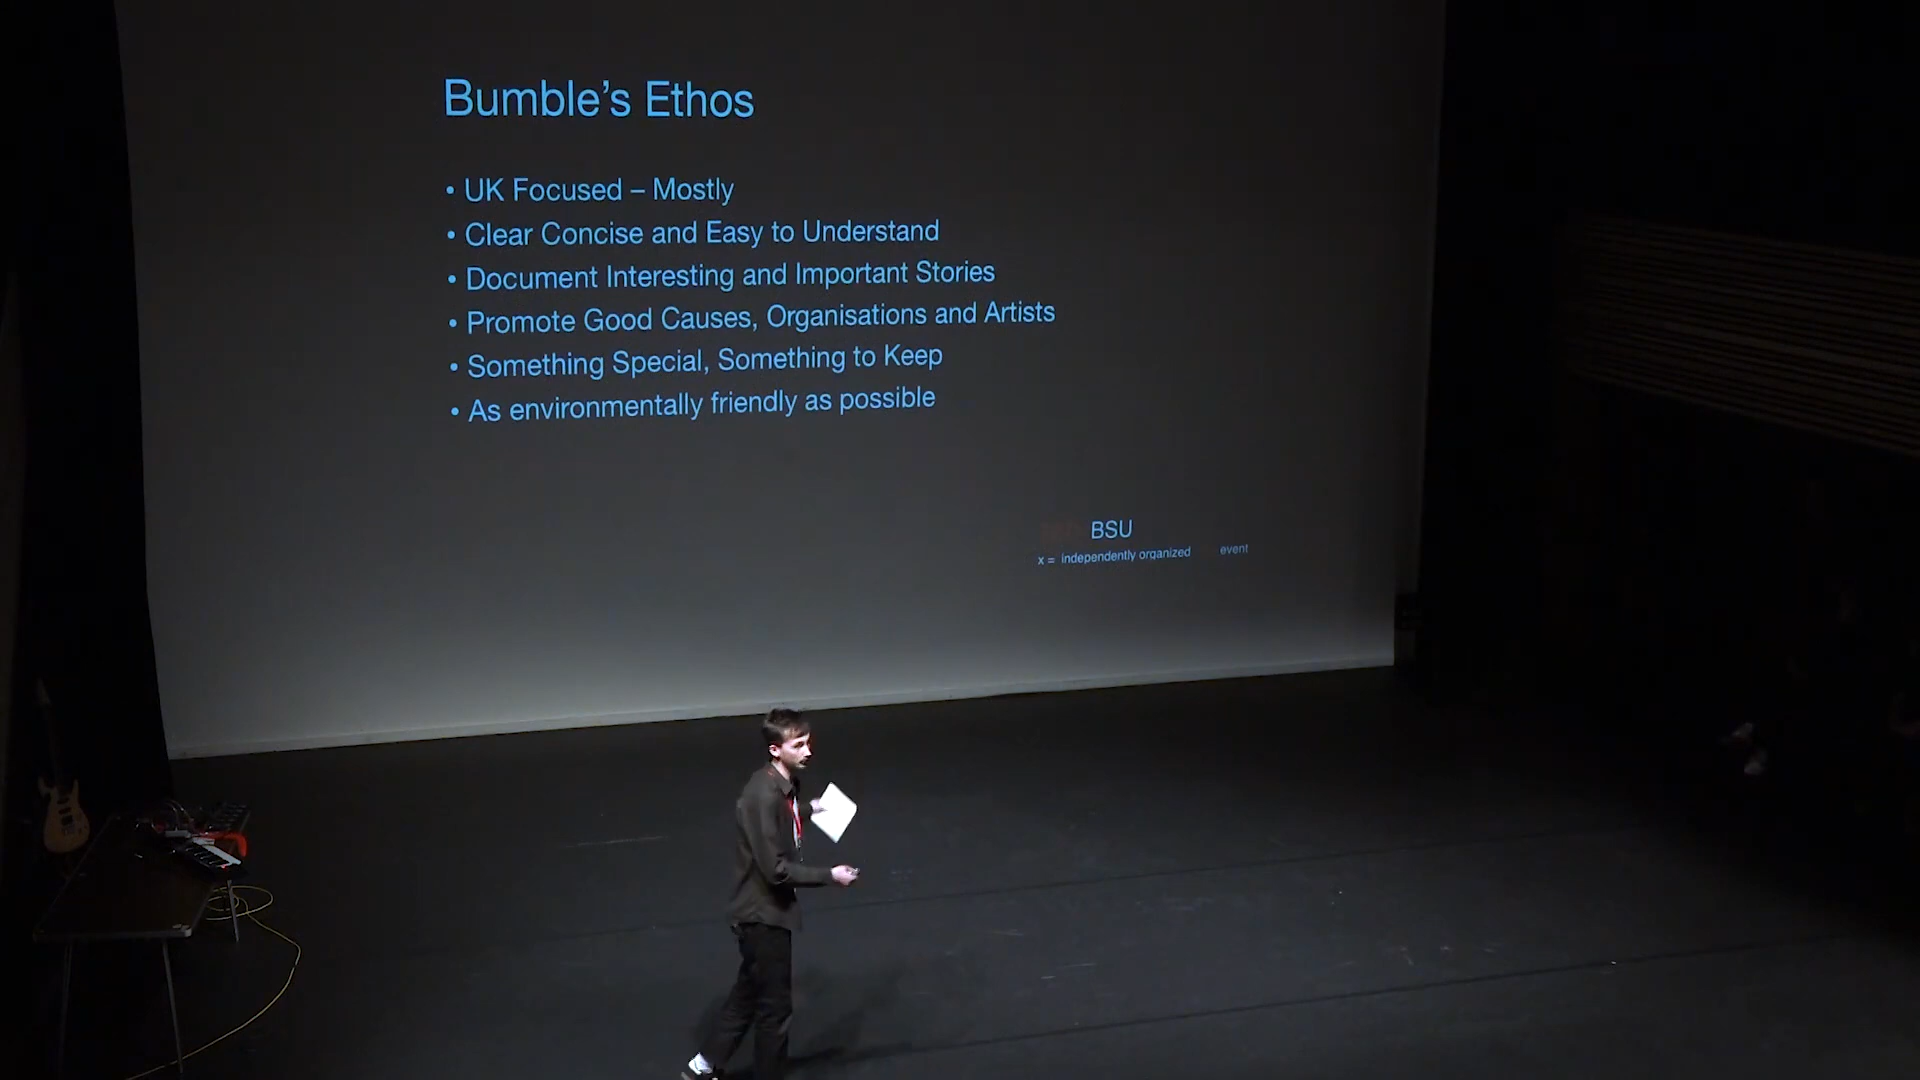 Bumble’s Ethos
• UK Focused – Mostly
• Clear Concise and Easy to Understand
• Document Interesting and Important Stories
• Promote Good Causes, Organisations and Artists
• Something Special, Something to Keep
• As environmentally friendly as possible
BSU
x = independently organized event